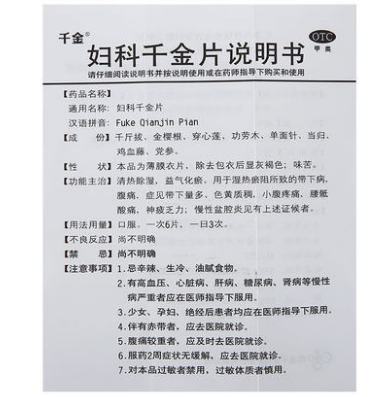 千金®
OTC
甲类
妇科千金片说明书
请仔细阅读说明书并按说明使用或在药师指导下购买和使用
【药品名称】
通用名称：妇科千金片
汉语拼音：Fuke Qianjin Pian
【成　份】千斤拔、金樱根、穿心莲、功劳木、单面针、当归、
鸡血藤、党参。
【性　状】本品为薄膜衣片，除去包衣后显灰褐色；味苦。
【功能主治】清热除湿，益气化瘀。用于湿热瘀阻所致的带下病，
腹痛，症见带下量多、色黄质稠，小腹疼痛，腰骶
酸痛，神疲乏力；慢性盆腔炎见有上述证候者。
【用法用量】口服。一次6片，一日3次。
【不良反应】尚不明确
【禁　忌】尚不明确
【注意事项】1.忌辛辣、生冷、油腻食物。
2.有高血压、心脏病、肝病、糖尿病、肾病等慢性
病严重者应在医师指导下服用。
3.少女、孕妇、绝经后患者均应在医师指导下服用。
4.伴有赤带者，应去医院就诊。
5.腹痛较重者，应及时去医院就诊。
6.服药2周症状无缓解，应去医院就诊。
7.对本品过敏者禁用，过敏体质者慎用。